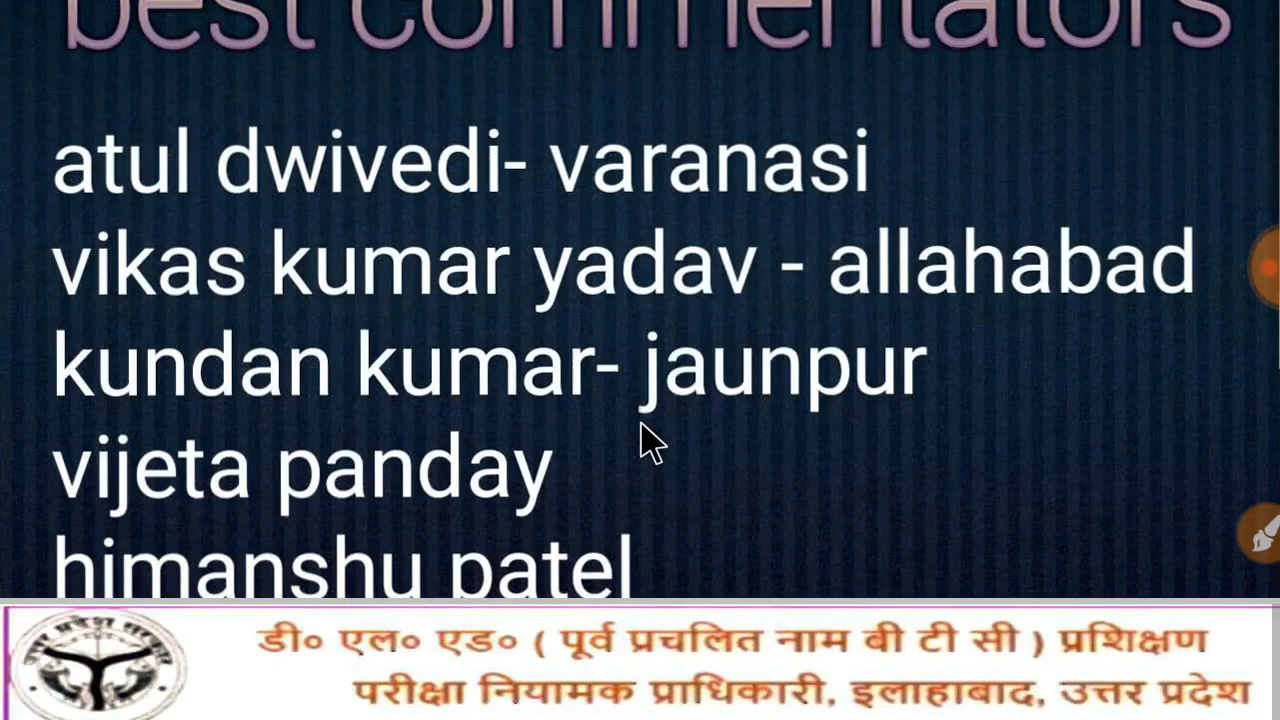 best commentators
atul dwivedi- varanasi
vikas kumar yadav - allahabad
kundan kumar- jaunpur
vijeta panday
himanshu patel
डी० एल० एड० ( पूर्व प्रचलित नाम बी टी सी ) प्रशिक्षण
परीक्षा नियामक प्राधिकारी, इलाहाबाद, उत्तर प्रदेश